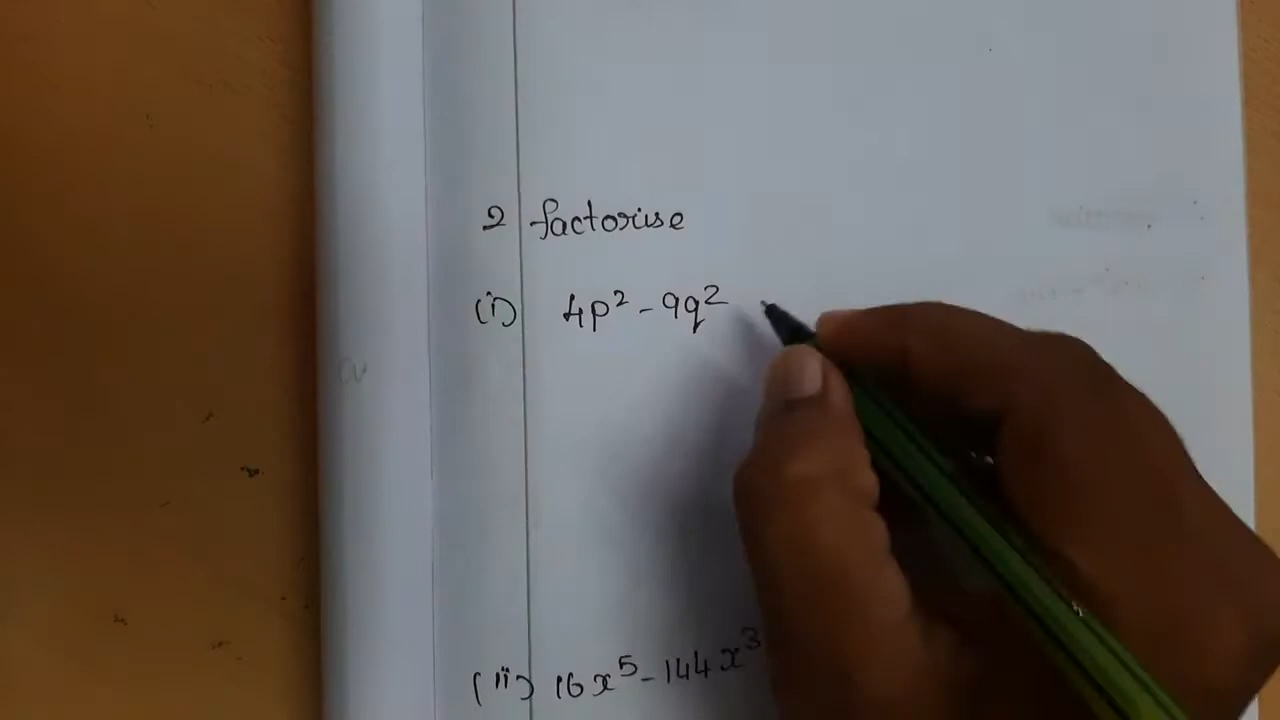 2 factorise
(i) 4p² - 9q²
(ii) 16x⁵ - 144x³